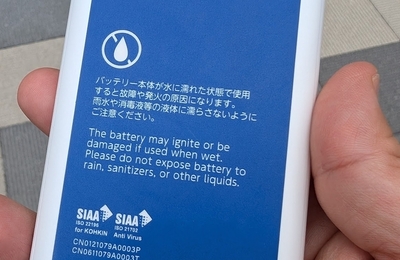 バッテリー本体が水に濡れた状態で使用
すると故障や発火の原因になります。
雨水や消毒液等の液体に濡らさないように
ご注意ください。
The battery may ignite or be
damaged if used when wet.
Please do not expose battery to
rain, sanitizers, or other liquids.
SIAA SIAA
ISO 22196 ISO 21702
for KOHKIN Anti Virus
CN0121079A0003P
CN0611079A0003T